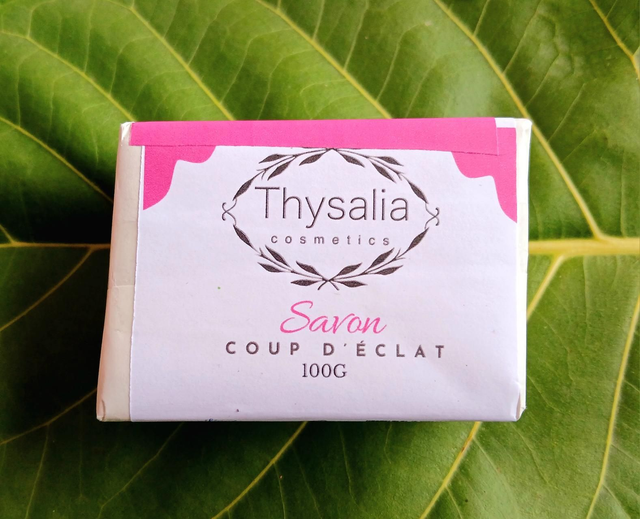 Thysalia
cosmetics
Savon
COUP D'ÉCLAT
100G